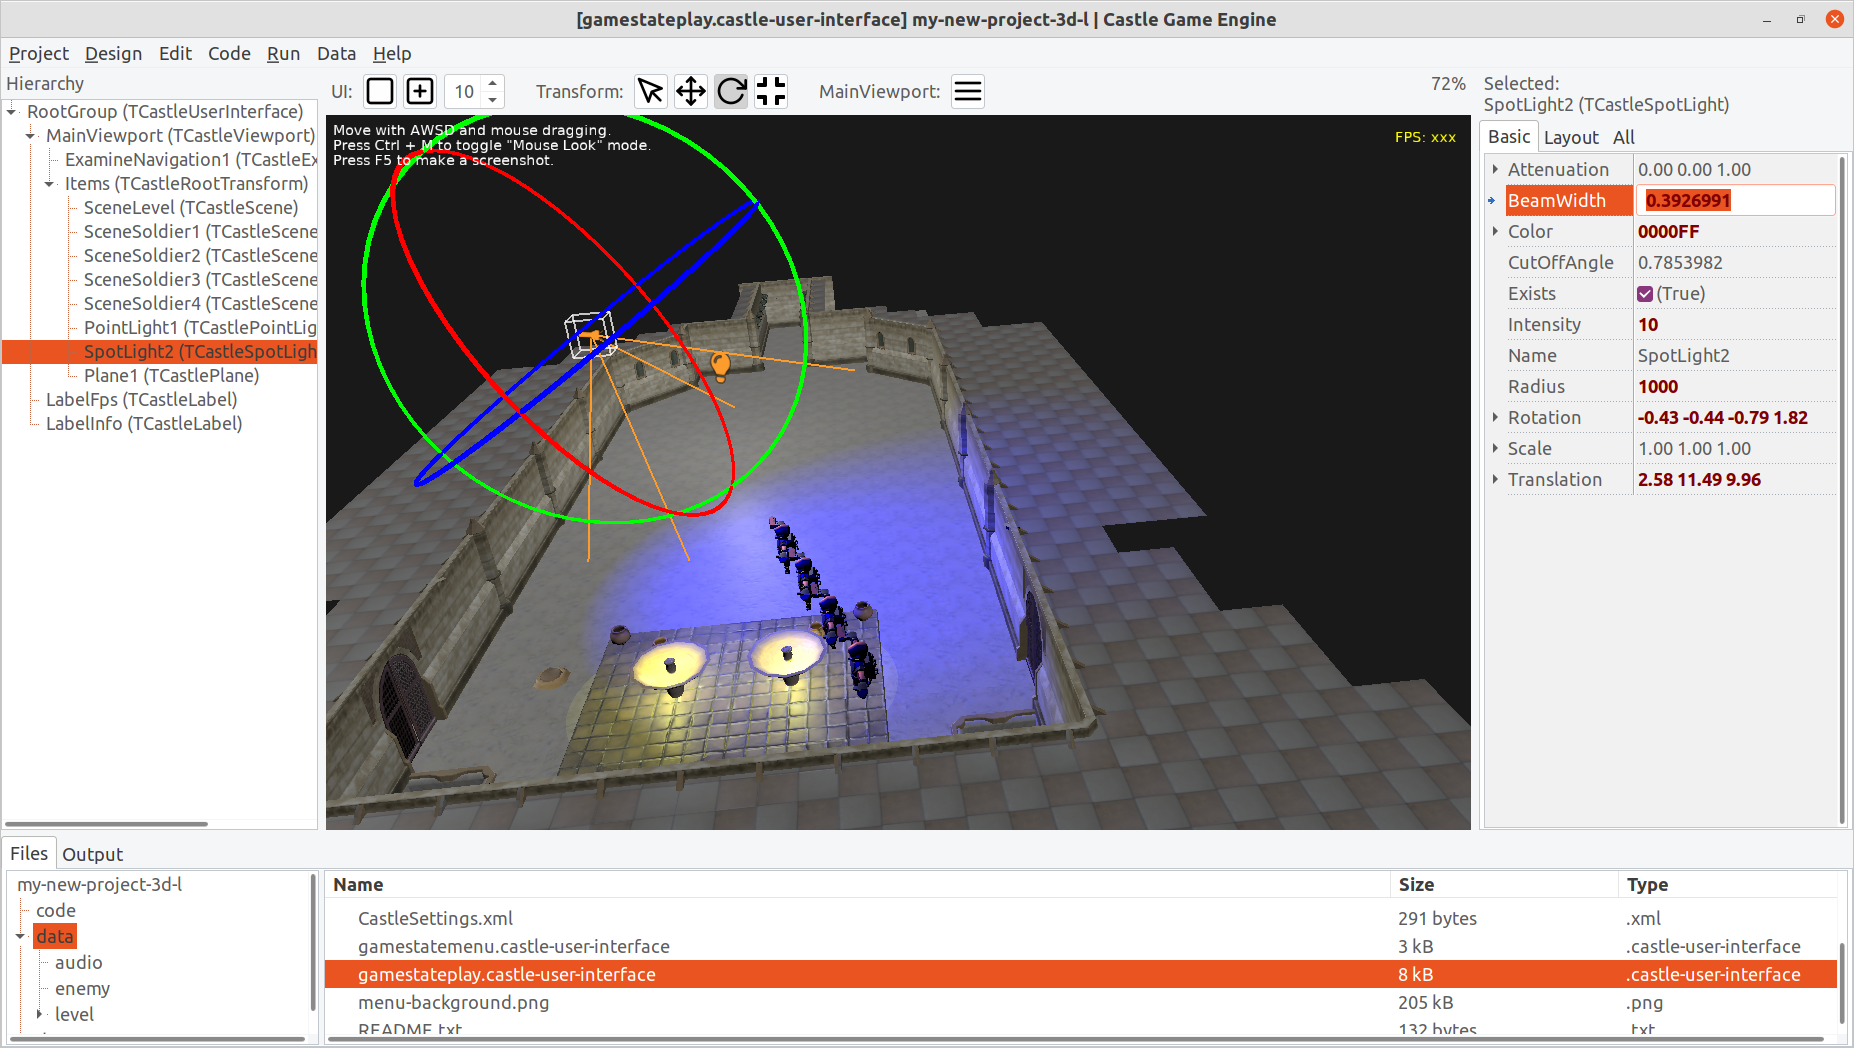 [gamestateplay.castle-user-interface] my-new-project-3d-l | Castle Game Engine
Project Design Edit Code Run Data Help
Hierarchy
RootGroup (TCastleUserInterface)
MainViewport (TCastleViewport)
ExamineNavigation1 (TCastleEx
Items (TCastleRootTransform)
SceneLevel (TCastleScene)
SceneSoldier1 (TCastleScene
SceneSoldier2 (TCastleScene
SceneSoldier3 (TCastleScene
SceneSoldier4 (TCastleScene
PointLight1 (TCastlePointLig
SpotLight2 (TCastleSpotLigh
Plane1 (TCastlePlane)
LabelFps (TCastleLabel)
LabelInfo (TCastleLabel)
UI: 10 Transform: MainViewport: 72%
Move with AWSD and mouse dragging.
Press Ctrl + M to toggle "Mouse Look" mode.
Press F5 to make a screenshot.
FPS: xxx
Selected:
SpotLight2 (TCastleSpotLight)
Basic Layout All
Attenuation 0.00 0.00 1.00
BeamWidth 0.3926991
Color 0000FF
CutOffAngle 0.7853982
Exists (True)
Intensity 10
Name SpotLight2
Radius 1000
Rotation -0.43 -0.44 -0.79 1.82
Scale 1.00 1.00 1.00
Translation 2.58 11.49 9.96
Files Output
my-new-project-3d-l
code
data
audio
enemy
level
Name Size Type
CastleSettings.xml 291 bytes .xml
gamestatemenu.castle-user-interface 3 kB .castle-user-interface
gamestateplay.castle-user-interface 8 kB .castle-user-interface
menu-background.png 205 kB .png
README.txt 132 bytes .txt